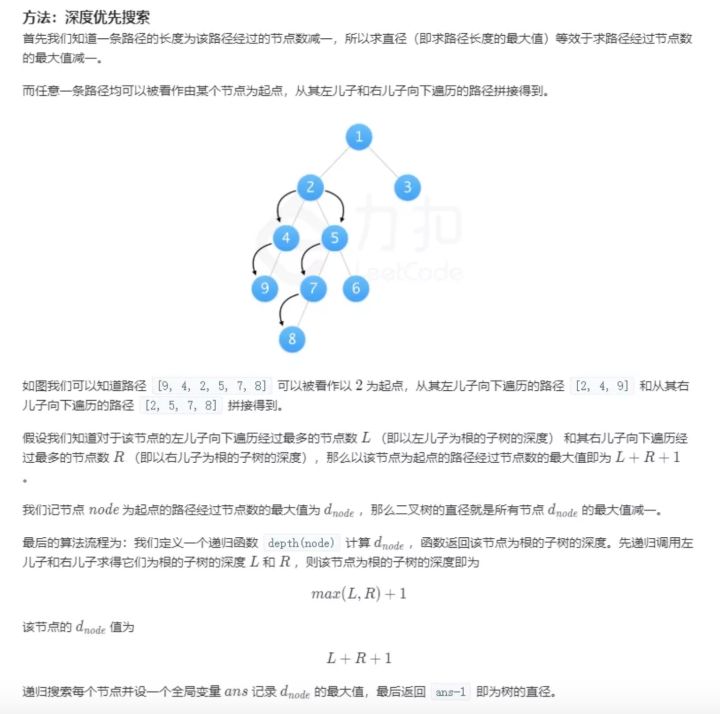 方法：深度优先搜索
首先我们知道一条路径的长度为该路径经过的节点数减一，所以求直径（即求路径长度的最大值）等效于求路径经过节点数
的最大值减一。
而任意一条路径均可以被看作由某个节点为起点，从其左儿子和右儿子向下遍历的路径拼接得到。
1
2
3
4
5
力扣
LeetCode
9
7
6
8
如图我们可以知道路径 [9, 4, 2, 5, 7, 8] 可以被看作以 2 为起点，从其左儿子向下遍历的路径 [2, 4, 9] 和从其右
儿子向下遍历的路径 [2, 5, 7, 8] 拼接得到。
假设我们知道对于该节点的左儿子向下遍历经过最多的节点数 L （即以左儿子为根的子树的深度） 和其右儿子向下遍历经
过最多的节点数 R （即以右儿子为根的子树的深度），那么以该节点为起点的路径经过节点数的最大值即为 L + R + 1
。
我们记节点 node 为起点的路径经过节点数的最大值为 d_node ，那么二叉树的直径就是所有节点 d_node 的最大值减一。
最后的算法流程为：我们定义一个递归函数 depth(node) 计算 d_node ，函数返回该节点为根的子树的深度。先递归调用左
儿子和右儿子求得它们为根的子树的深度 L 和 R ，则该节点为根的子树的深度即为
max(L, R) + 1
该节点的 d_node 值为
L + R + 1
递归搜索每个节点并设一个全局变量 ans 记录 d_node 的最大值，最后返回 ans-1 即为树的直径。